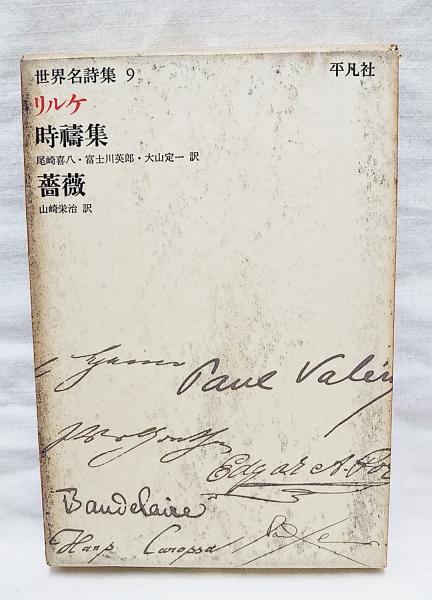 世界名詩集 9
平凡社
リルケ
時禱集
尾崎喜八・富士川英郎・大山定一 訳
薔薇
山崎栄治 訳
Paul Valéry
Edgar A. Poe
Baudelaire
Hans Carossa